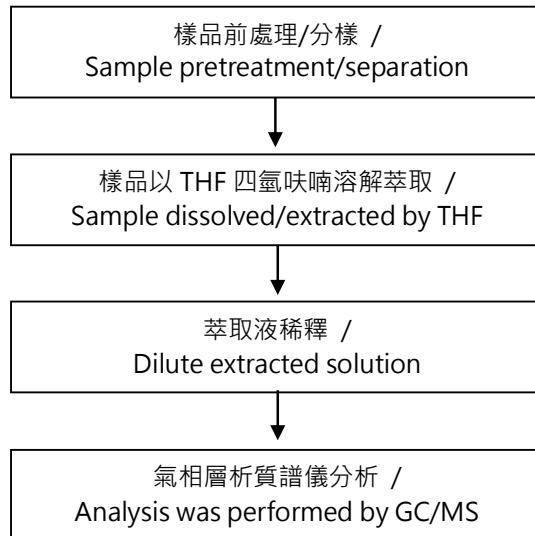 樣品前處理/分樣 /
Sample pretreatment/separation
樣品以 THF 四氫呋喃溶解萃取 /
Sample dissolved/extracted by THF
萃取液稀釋 /
Dilute extracted solution
氣相層析質譜儀分析 /
Analysis was performed by GC/MS